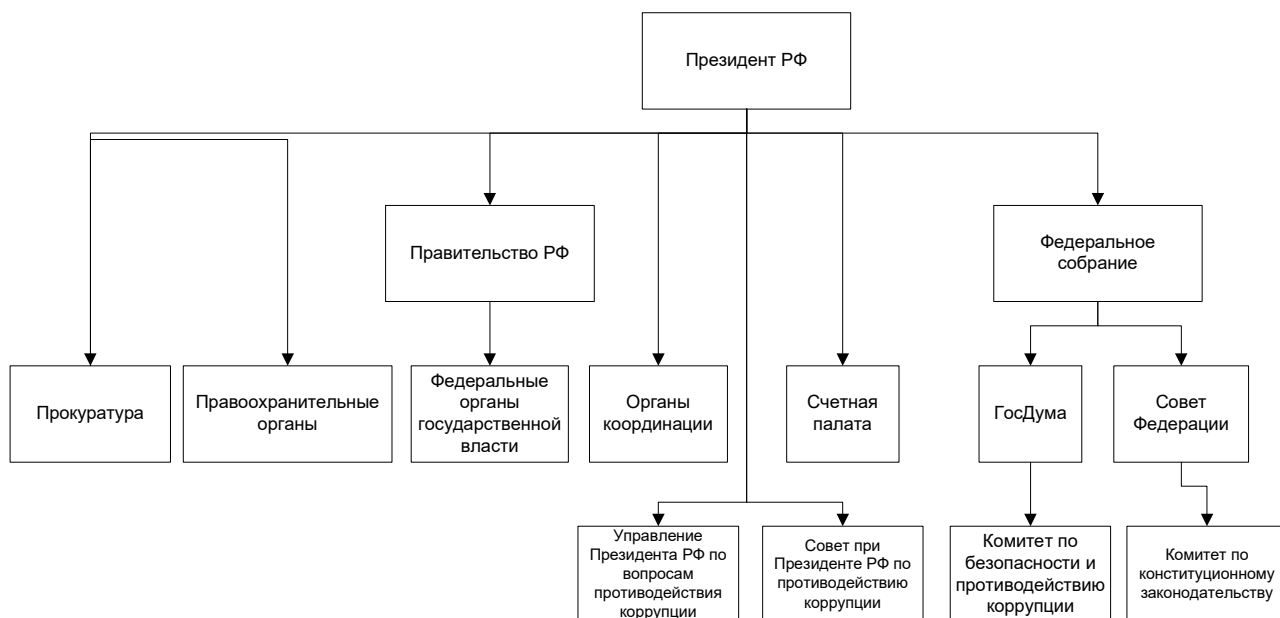 Президент РФ
Правительство РФ
Федеральное
собрание
Прокуратура
Правоохранительные
органы
Федеральные
органы
государственной
власти
Органы
координации
Счетная
палата
ГосДума
Совет
Федерации
Управление
Президента РФ по
вопросам
противодействия
коррупции
Совет при
Президенте РФ по
противодействию
коррупции
Комитет по
безопасности и
противодействию
коррупции
Комитет по
конституционному
законодательству